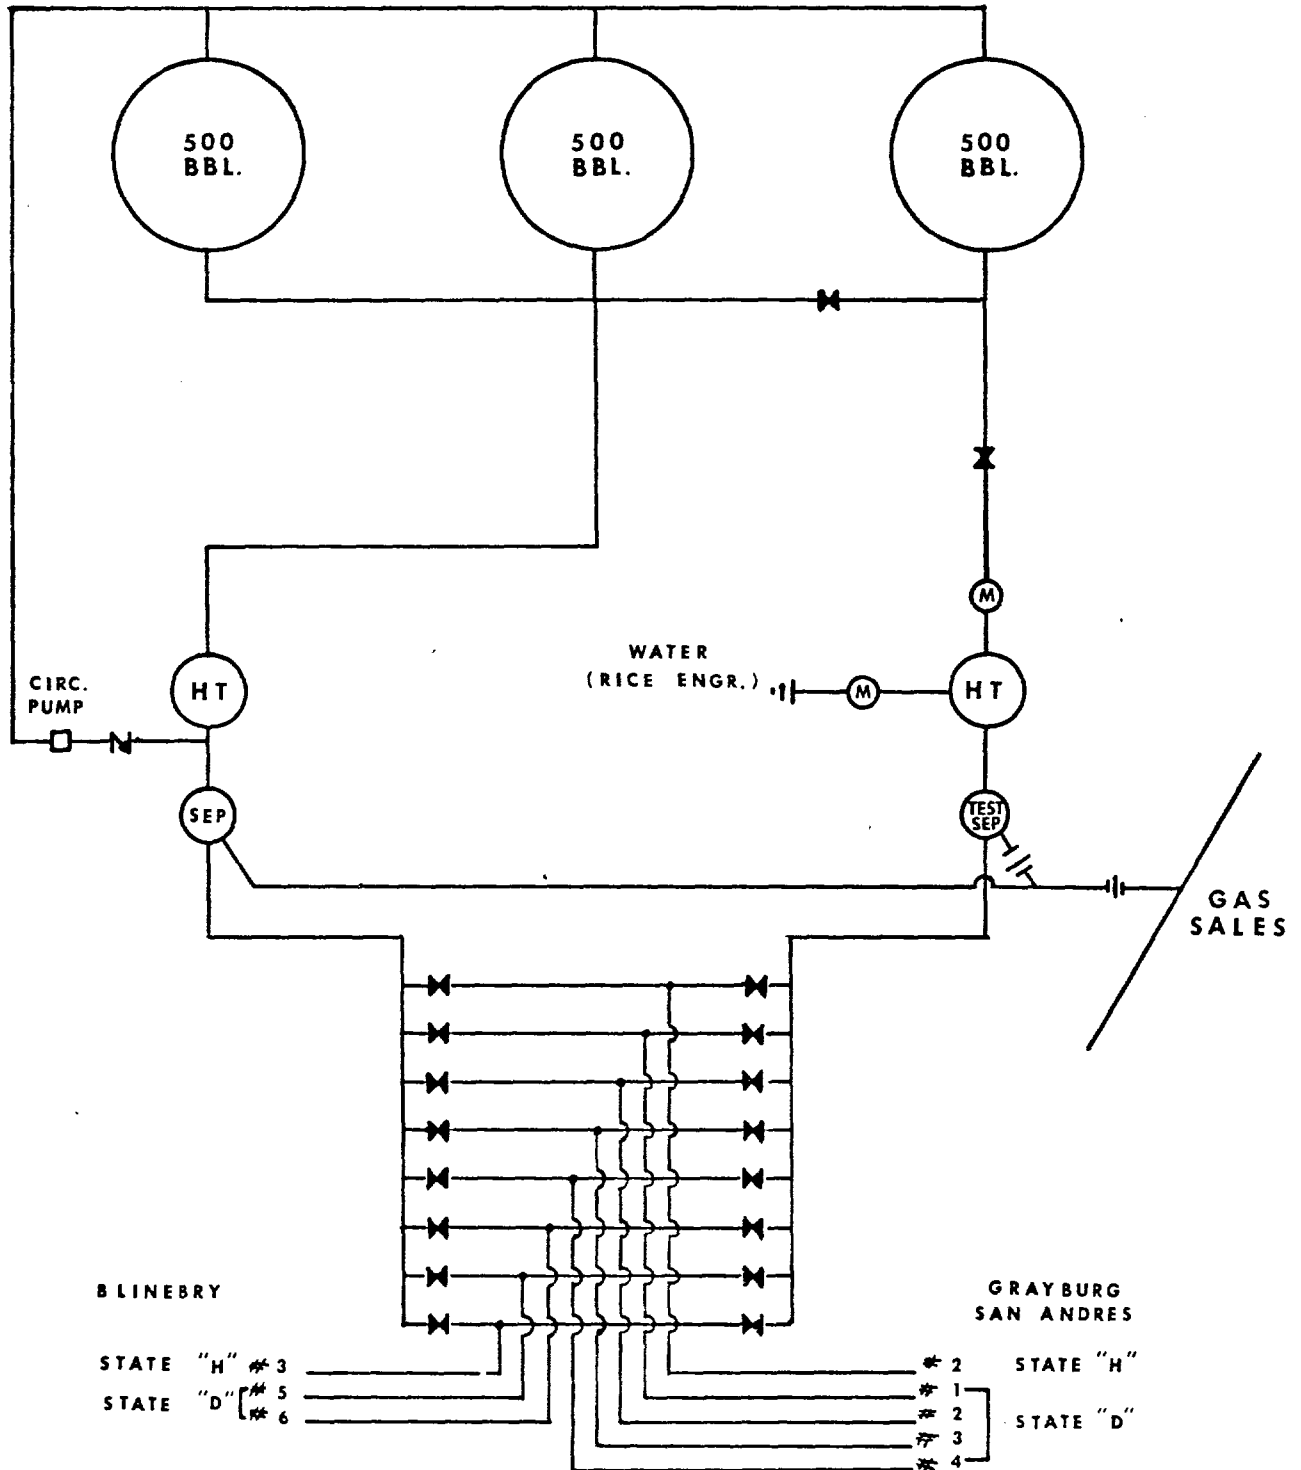 500
BBL.
500
BBL.
500
BBL.
M
WATER
(RICE ENGR.)
M
HT
HT
CIRC.
PUMP
SEP
TEST
SEP
GAS
SALES
BLINEBRY
GRAYBURG
SAN ANDRES
STATE "H" # 3
STATE "D" # 5
# 6
# 2 STATE "H"
# 1
# 2 STATE "D"
# 3
# 4